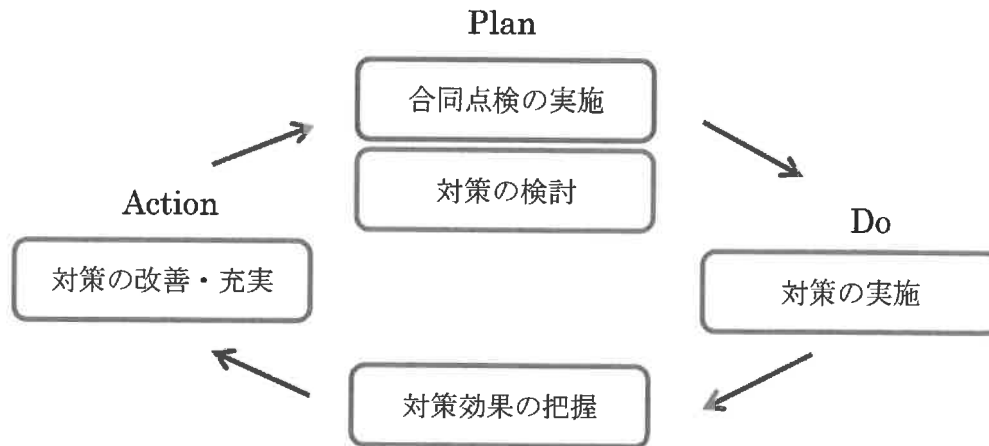 Plan
合同点検の実施
対策の検討
Action
対策の改善・充実
Do
対策の実施
対策効果の把握